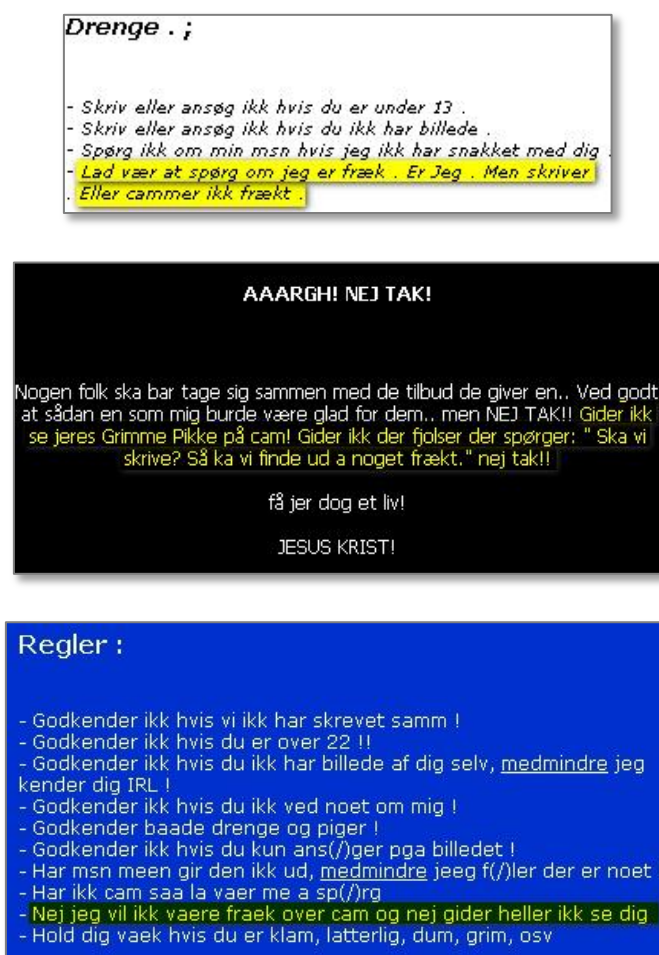 Drenge . ;
- Skriv eller ansøg ikk hvis du er under 13 .
- Skriv eller ansøg ikk hvis du ikk har billede .
- Spørg ikk om min msn hvis jeg ikk har snakket med dig .
- Lad vær at spørg om jeg er fræk . Er Jeg . Men skriver
. Eller cammer ikk frækt .
AAARGH! NEJ TAK!
Nogen folk ska bar tage sig sammen med de tilbud de giver en.. Ved godt
at sådan en som mig burde være glad for dem.. men NEJ TAK!! Gider ikk
se jeres Grimme Pikke på cam! Gider ikk der fjolser der spørger: " Ska vi
skrive? Så ka vi finde ud a noget frækt." nej tak!!
få jer dog et liv!
JESUS KRIST!
Regler :
- Godkender ikk hvis vi ikk har skrevet samm !
- Godkender ikk hvis du er over 22 !!
- Godkender ikk hvis du ikk har billede af dig selv, medmindre jeg
kender dig IRL !
- Godkender ikk hvis du ikk ved noet om mig !
- Godkender baade drenge og piger !
- Godkender ikk hvis du kun ans(/)ger pga billedet !
- Har msn meen gir den ikk ud, medmindre jeeg f(/)ler der er noet
- Har ikk cam saa la vaer me a sp(/)rg
- Nej jeg vil ikk vaere fraek over cam og nej gider heller ikk se dig
- Hold dig vaek hvis du er klam, latterlig, dum, grim, osv